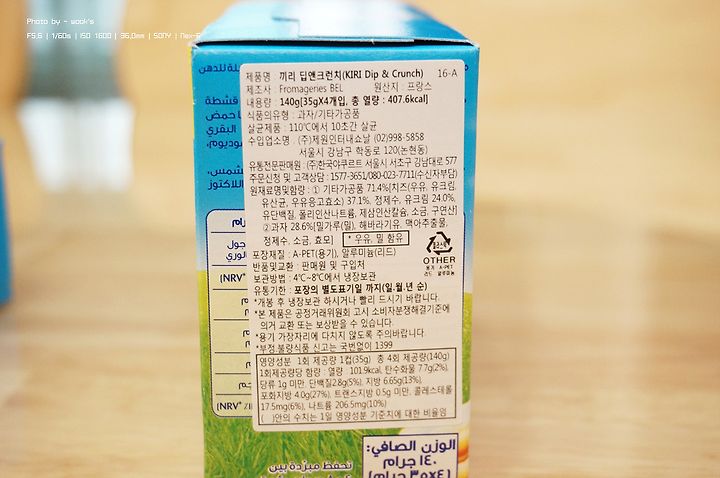 Photo by - wook's
F5.6 | 1/60s | ISO 1600 | 36.0mm | SONY | Nex-5
제품명 : 끼리 딥앤크런치(KIRI Dip & Crunch) 16-A
제조사 : Fromageries BEL 원산지 : 프랑스
내용량 : 140g[35gX4개입, 총 열량 : 407.6kcal]
식품의유형 : 과자/기타가공품
살균제품 : 110℃에서 10초간 살균
수입업소명 : (주)제원인터내쇼날 (02)998-5858
서울시 강남구 학동로 120(논현동)
유통전문판매원 : (주)한국야쿠르트 서울시 서초구 강남대로 577
주문신청 및 고객상담 : 1577-3651/080-023-7711(수신자부담)
원재료명및함량 : ① 기타가공품 71.4%[치즈(우유, 유크림,
유산균, 우유응고효소) 37.1%, 정제수, 유크림 24.0%,
유단백질, 폴리인산나트륨, 제삼인산칼슘, 소금, 구연산]
②과자 28.6%[밀가루(밀), 해바라기유, 맥아추출물,
정제수, 소금, 효모] * 우유, 밀 함유
포장재질 : A-PET(용기), 알루미늄(리드)
반품및교환 : 판매원 및 구입처
보관방법 : 4℃~8℃에서 냉장보관
유통기한 : 포장의 별도표기일 까지(일.월.년 순)
OTHER
용기 : A-PET
리드 : 알루미늄
*개봉 후 냉장보관 하시거나 빨리 드시기 바랍니다.
*본 제품은 공정거래위원회 고시 소비자분쟁해결기준에
의거 교환 또는 보상받을 수 있습니다.
*용기 가장자리에 다치지 않도록 주의바랍니다.
*부정·불량식품 신고는 국번없이 1399
영양성분 1회 제공량 1컵(35g) 총 4회 제공량(140g)
1회제공량당 함량 : 열량 101.9kcal, 탄수화물 7.7g(2%),
당류 1g 미만, 단백질2.8g(5%), 지방 6.65g(13%),
포화지방 4.0g(27%), 트랜스지방 0.5g 미만, 콜레스테롤
17.5mg(6%), 나트륨 206.5mg(10%)
( )안의 수치는 1일 영양성분 기준치에 대한 비율임
الوزن الصافي:
١٤٠ جرام
تحفظ مبردة بين